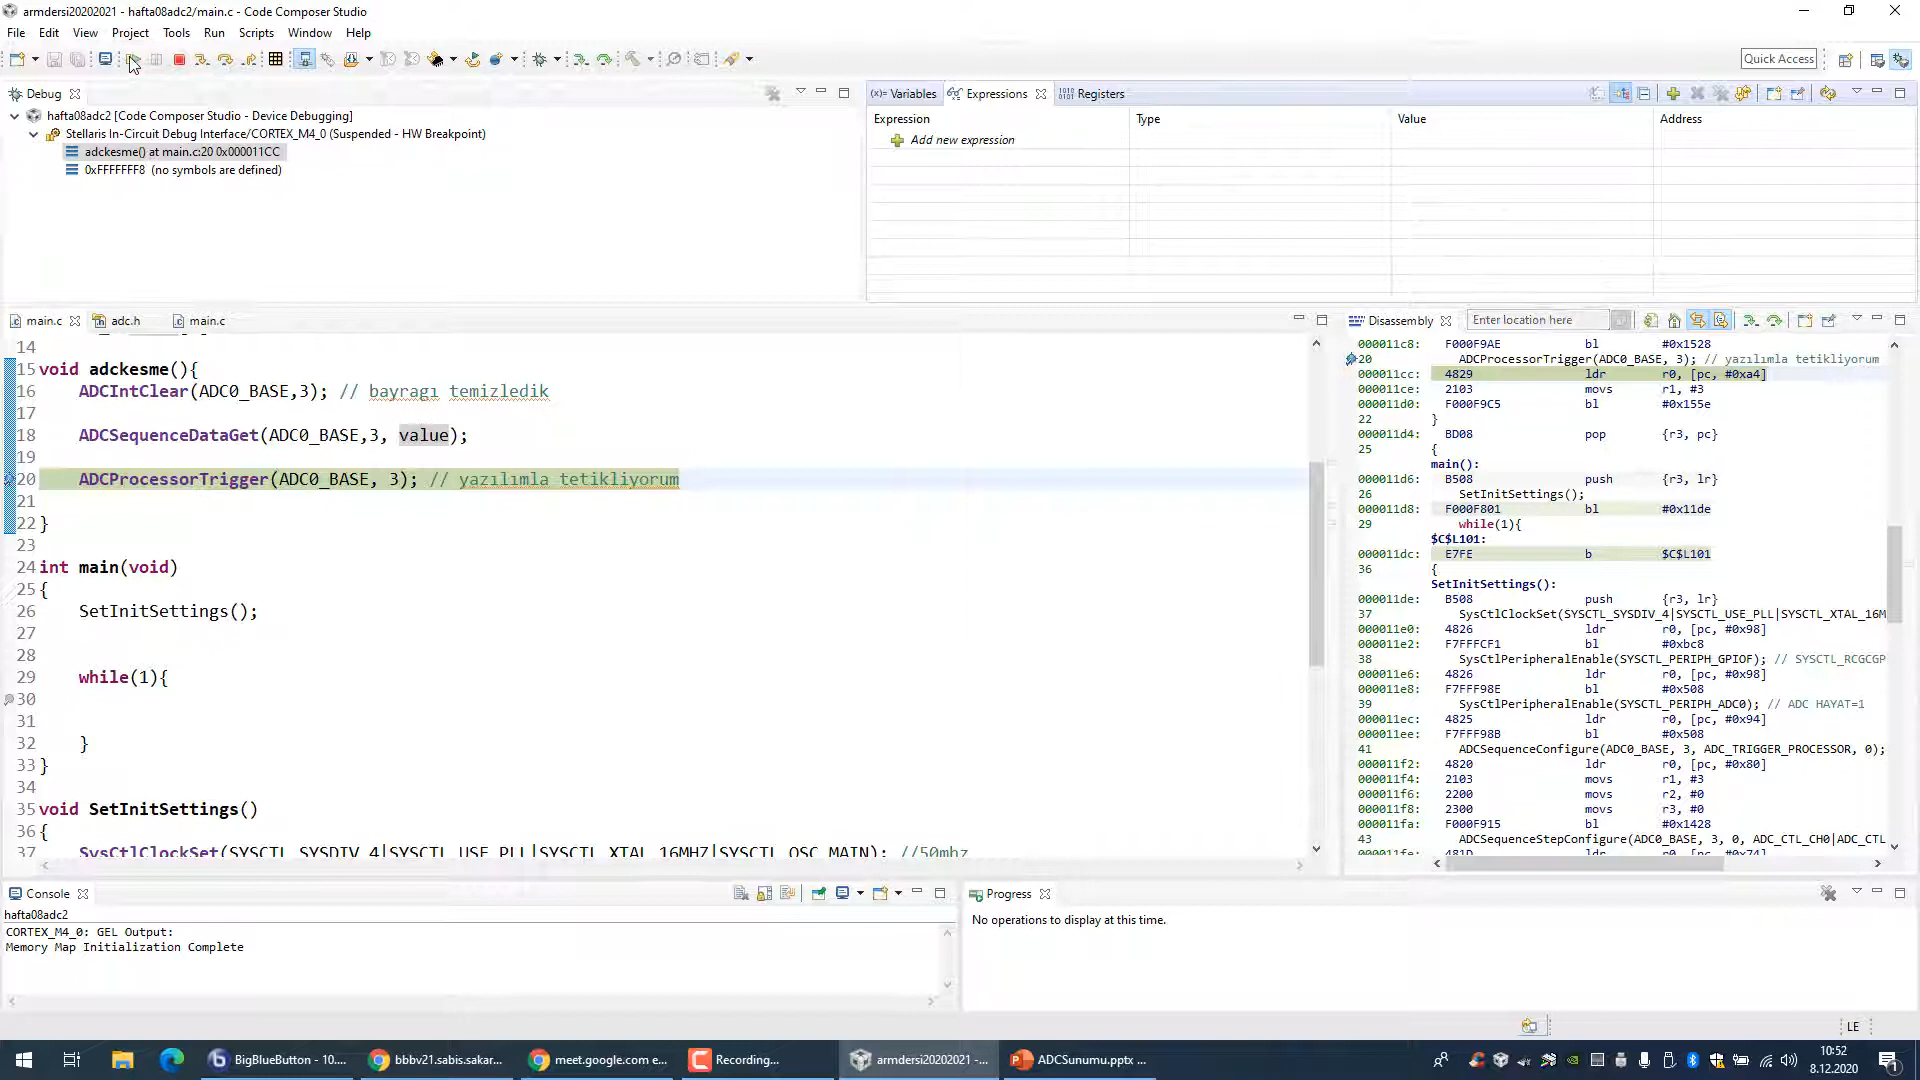 armdersi20202021 - hafta08adc2/main.c - Code Composer Studio
File Edit View Project Tools Run Scripts Window Help
Quick Access
Debug
hafta08adc2 [Code Composer Studio - Device Debugging]
Stellaris In-Circuit Debug Interface/CORTEX_M4_0 (Suspended - HW Breakpoint)
adckesme() at main.c:20 0x000011CC
0xFFFFFFF8 (no symbols are defined)
(x)= Variables Expressions Registers
Expression Type Value Address
Add new expression
main.c adc.h main.c
14
15 void adckesme(){
16 ADCIntClear(ADC0_BASE,3); // bayragı temizledik
17
18 ADCSequenceDataGet(ADC0_BASE,3, value);
19
20 ADCProcessorTrigger(ADC0_BASE, 3); // yazılımla tetikliyorum
21
22 }
23
24 int main(void)
25 {
26 SetInitSettings();
27
28
29 while(1){
30
31
32 }
33 }
34
35 void SetInitSettings()
36 {
37 SysCtlClockSet(SYSCTL_SYSDIV_4|SYSCTL_USE_PLL|SYSCTL_XTAL_16MHZ|SYSCTL_OSC_MAIN); //50mhz
Disassembly Enter location here
000011c8: F000F9AE bl #0x1528
20 ADCProcessorTrigger(ADC0_BASE, 3); // yazılımla tetikliyorum
000011cc: 4829 ldr r0, [pc, #0xa4]
000011ce: 2103 movs r1, #3
000011d0: F000F9C5 bl #0x155e
22 }
000011d4: BD08 pop {r3, pc}
25 {
main():
000011d6: B508 push {r3, lr}
26 SetInitSettings();
000011d8: F000F801 bl #0x11de
29 while(1){
$C$L101:
000011dc: E7FE b $C$L101
36 {
SetInitSettings():
000011de: B508 push {r3, lr}
37 SysCtlClockSet(SYSCTL_SYSDIV_4|SYSCTL_USE_PLL|SYSCTL_XTAL_16M
000011e0: 4826 ldr r0, [pc, #0x98]
000011e2: F7FFFCF1 bl #0xbc8
38 SysCtlPeripheralEnable(SYSCTL_PERIPH_GPIOF); // SYSCTL_RCGCGP
000011e6: 4826 ldr r0, [pc, #0x98]
000011e8: F7FFF98E bl #0x508
39 SysCtlPeripheralEnable(SYSCTL_PERIPH_ADC0); // ADC HAYAT=1
000011ec: 4825 ldr r0, [pc, #0x94]
000011ee: F7FFF98B bl #0x508
41 ADCSequenceConfigure(ADC0_BASE, 3, ADC_TRIGGER_PROCESSOR, 0);
000011f2: 4820 ldr r0, [pc, #0x80]
000011f4: 2103 movs r1, #3
000011f6: 2200 movs r2, #0
000011f8: 2300 movs r3, #0
000011fa: F000F915 bl #0x1428
43 ADCSequenceStepConfigure(ADC0_BASE, 3, 0, ADC_CTL_CH0|ADC_CTL
000011fe: 481D ldr r0, [pc, #0x74]
Console
hafta08adc2
CORTEX_M4_0: GEL Output:
Memory Map Initialization Complete
Progress
No operations to display at this time.
LE
BigBlueButton - 10....
bbbv21.sabis.sakar...
meet.google.com e...
Recording...
armdersi20202021 -...
ADCSunumu.pptx ...
10:52
8.12.2020
1